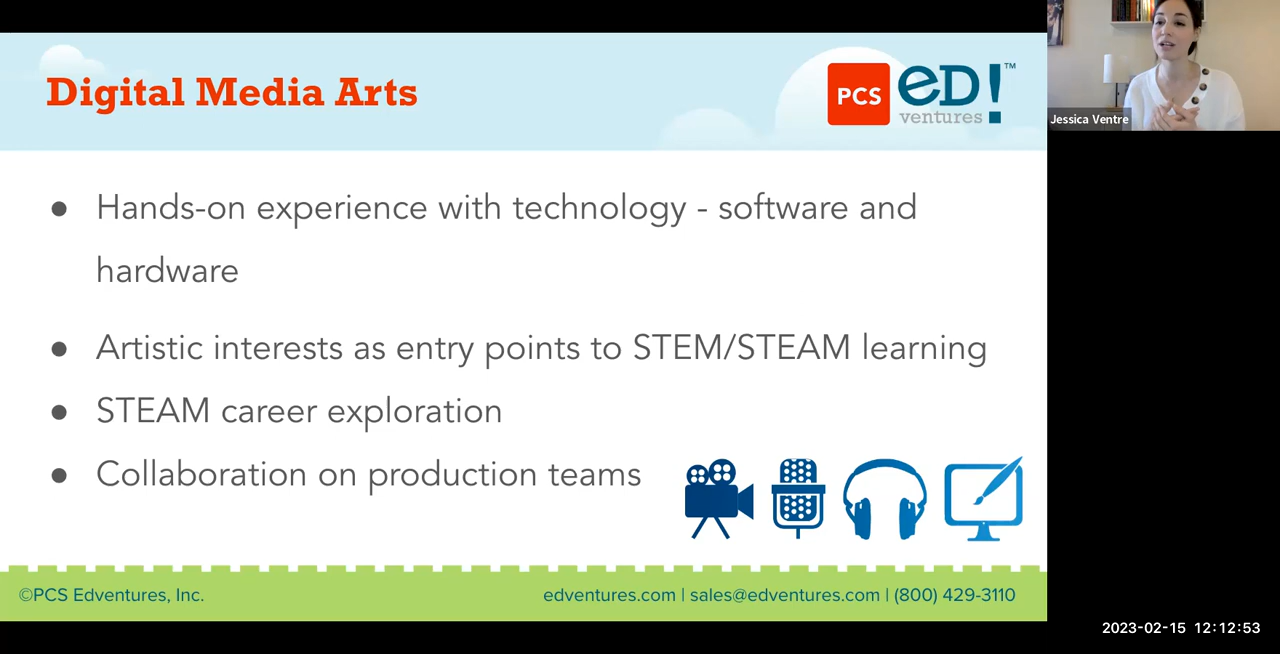 Digital Media Arts
PCS
eD!™
ventures
Jessica Ventre
● Hands-on experience with technology - software and
hardware
● Artistic interests as entry points to STEM/STEAM learning
● STEAM career exploration
● Collaboration on production teams
©PCS Edventures, Inc.
edventures.com | sales@edventures.com | (800) 429-3110
2023-02-15 12:12:53